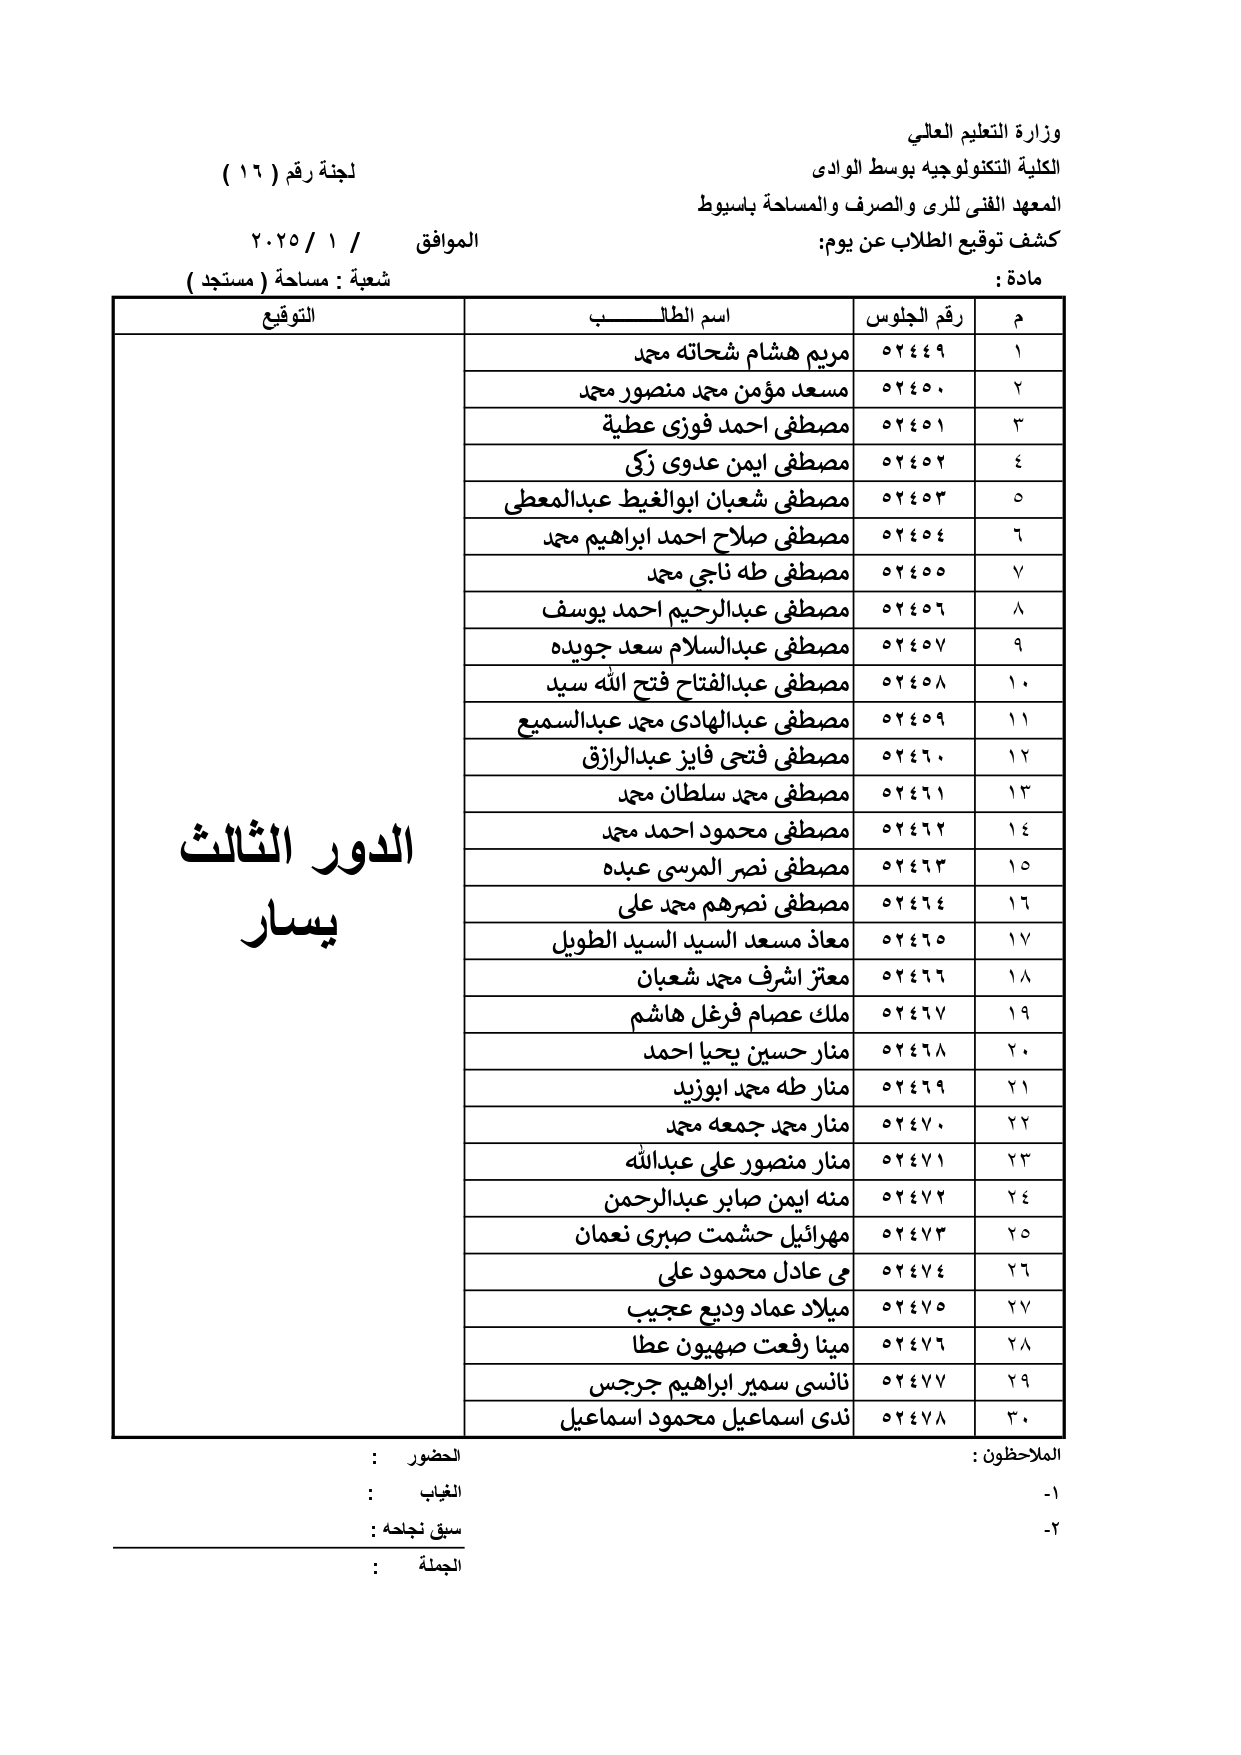 وزارة التعليم العالي
الكلية التكنولوجيه بوسط الوادى
لجنة رقم ( ١٦ )
المعهد الفنى للرى والصرف والمساحة باسيوط
كشف توقيع الطلاب عن يوم: الموافق / ١ / ٢٠٢٥
مادة :
شعبة : مساحة ( مستجد )
م رقم الجلوس اسم الطالــــــــب التوقيع
١ ٥٢٤٤٩ مريم هشام شحاته محمد
٢ ٥٢٤٥٠ مسعد مؤمن محمد منصور محمد
٣ ٥٢٤٥١ مصطفى احمد فوزى عطية
٤ ٥٢٤٥٢ مصطفى ايمن عدوى زكى
٥ ٥٢٤٥٣ مصطفى شعبان ابوالغيط عبدالمعطى
٦ ٥٢٤٥٤ مصطفى صلاح احمد ابراهيم محمد
٧ ٥٢٤٥٥ مصطفى طه ناجي محمد
٨ ٥٢٤٥٦ مصطفى عبدالرحيم احمد يوسف
٩ ٥٢٤٥٧ مصطفى عبدالسلام سعد جويده
١٠ ٥٢٤٥٨ مصطفى عبدالفتاح فتح الله سيد
١١ ٥٢٤٥٩ مصطفى عبدالهادى محمد عبدالسميع
١٢ ٥٢٤٦٠ مصطفى فتحى فايز عبدالرازق
١٣ ٥٢٤٦١ مصطفى محمد سلطان محمد
١٤ ٥٢٤٦٢ مصطفى محمود احمد محمد
١٥ ٥٢٤٦٣ مصطفى نصر المرسى عبده
١٦ ٥٢٤٦٤ مصطفى نصرهم محمد على
١٧ ٥٢٤٦٥ معاذ مسعد السيد السيد الطويل
١٨ ٥٢٤٦٦ معتز اشرف محمد شعبان
١٩ ٥٢٤٦٧ ملك عصام فرغل هاشم
٢٠ ٥٢٤٦٨ منار حسين يحيا احمد
٢١ ٥٢٤٦٩ منار طه محمد ابوزيد
٢٢ ٥٢٤٧٠ منار محمد جمعه محمد
٢٣ ٥٢٤٧١ منار منصور على عبدالله
٢٤ ٥٢٤٧٢ منه ايمن صابر عبدالرحمن
٢٥ ٥٢٤٧٣ مهرائيل حشمت صبرى نعمان
٢٦ ٥٢٤٧٤ مى عادل محمود على
٢٧ ٥٢٤٧٥ ميلاد عماد وديع عجيب
٢٨ ٥٢٤٧٦ مينا رفعت صهيون عطا
٢٩ ٥٢٤٧٧ نانسى سمير ابراهيم جرجس
٣٠ ٥٢٤٧٨ ندى اسماعيل محمود اسماعيل
الدور الثالث
يسار
الملاحظون :
الحضور :
١-
الغياب :
٢-
سبق نجاحه :
الجملة :